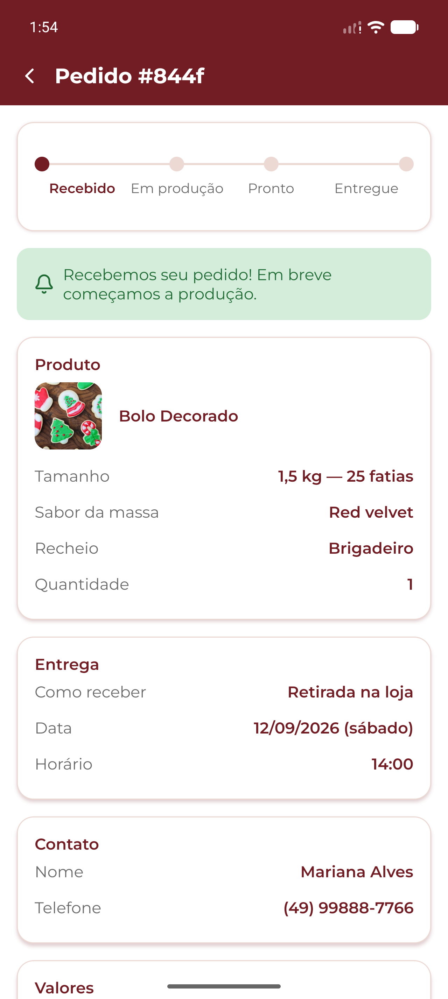 1:54
Pedido #844f
Recebido Em produção Pronto Entregue
Recebemos seu pedido! Em breve
começamos a produção.
Produto
Bolo Decorado
Tamanho 1,5 kg — 25 fatias
Sabor da massa Red velvet
Recheio Brigadeiro
Quantidade 1
Entrega
Como receber Retirada na loja
Data 12/09/2026 (sábado)
Horário 14:00
Contato
Nome Mariana Alves
Telefone (49) 99888-7766
Valores